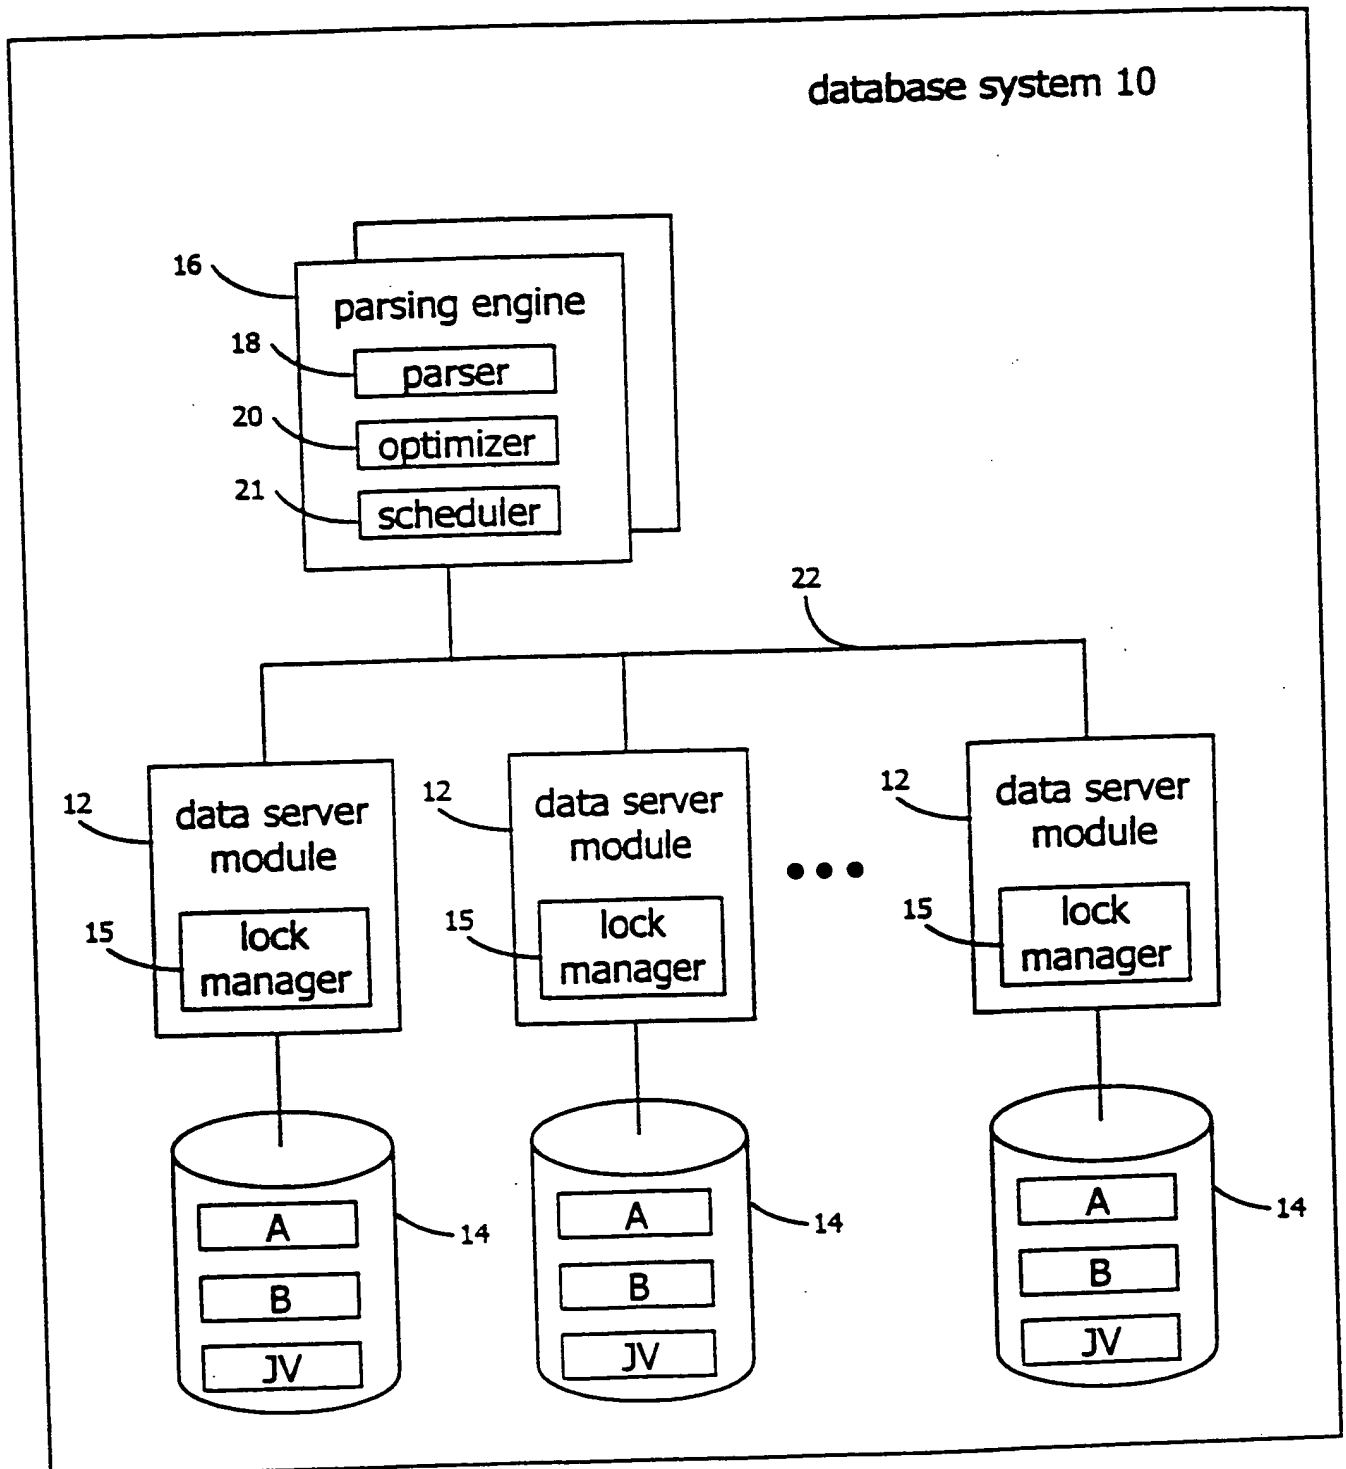 database system 10
16
parsing engine
18
parser
20
optimizer
21
scheduler
22
12
data server
module
15
lock
manager
12
data server
module
15
lock
manager
12
data server
module
15
lock
manager
A
B
JV
14
A
B
JV
14
A
B
JV
14